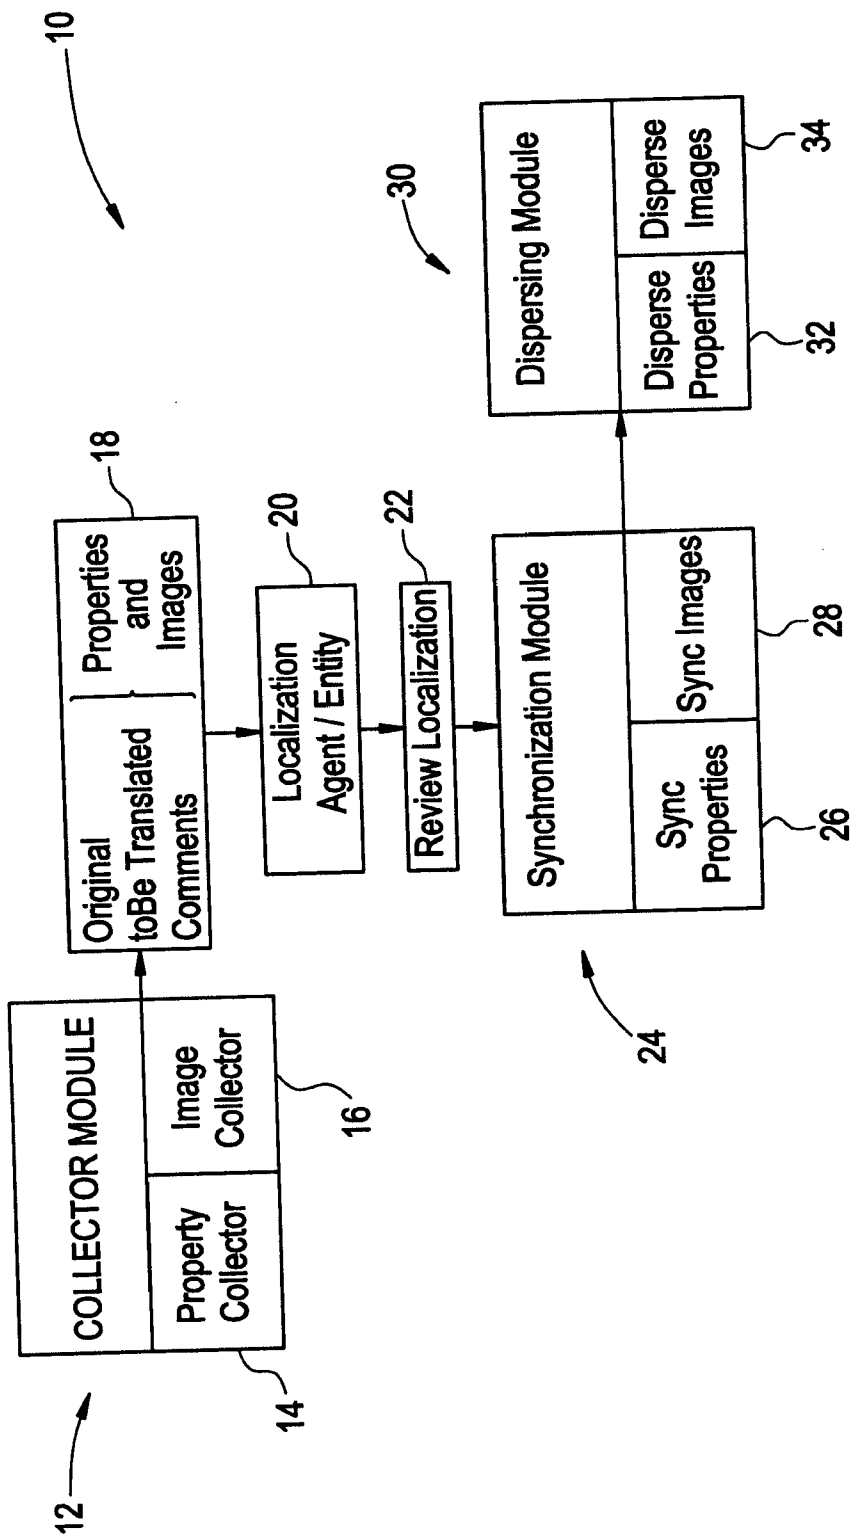 10
12
COLLECTOR MODULE
Property
Collector
Image
Collector
14
16
Original
toBe Translated
Comments
Properties
and
Images
18
Localization
Agent / Entity
20
Review Localization
22
Synchronization Module
Sync
Properties
Sync Images
24
26
28
30
Dispersing Module
Disperse
Properties
Disperse
Images
32
34